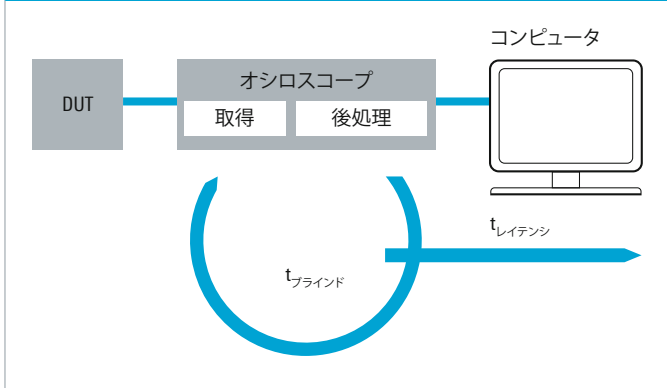 コンピュータ
オシロスコープ
DUT
取得
後処理
tレイテンシ
tブラインド